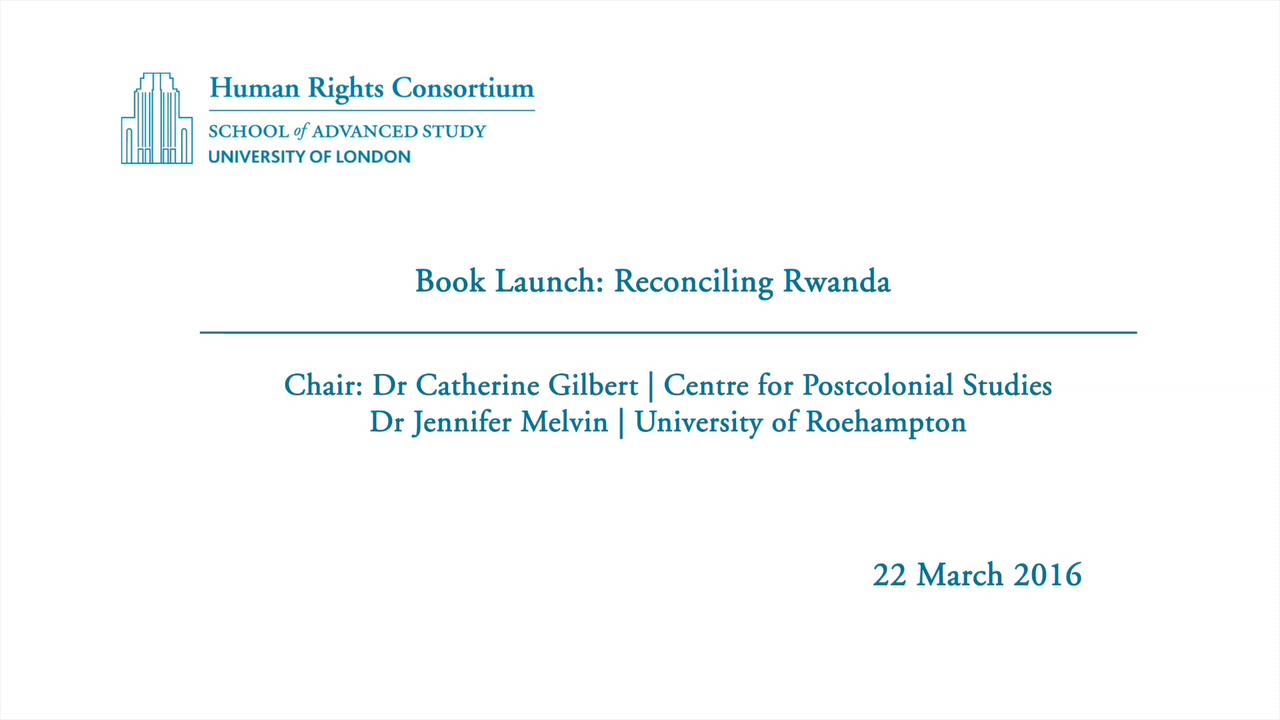 Human Rights Consortium
SCHOOL of ADVANCED STUDY
UNIVERSITY OF LONDON
Book Launch: Reconciling Rwanda
Chair: Dr Catherine Gilbert | Centre for Postcolonial Studies
Dr Jennifer Melvin | University of Roehampton
22 March 2016